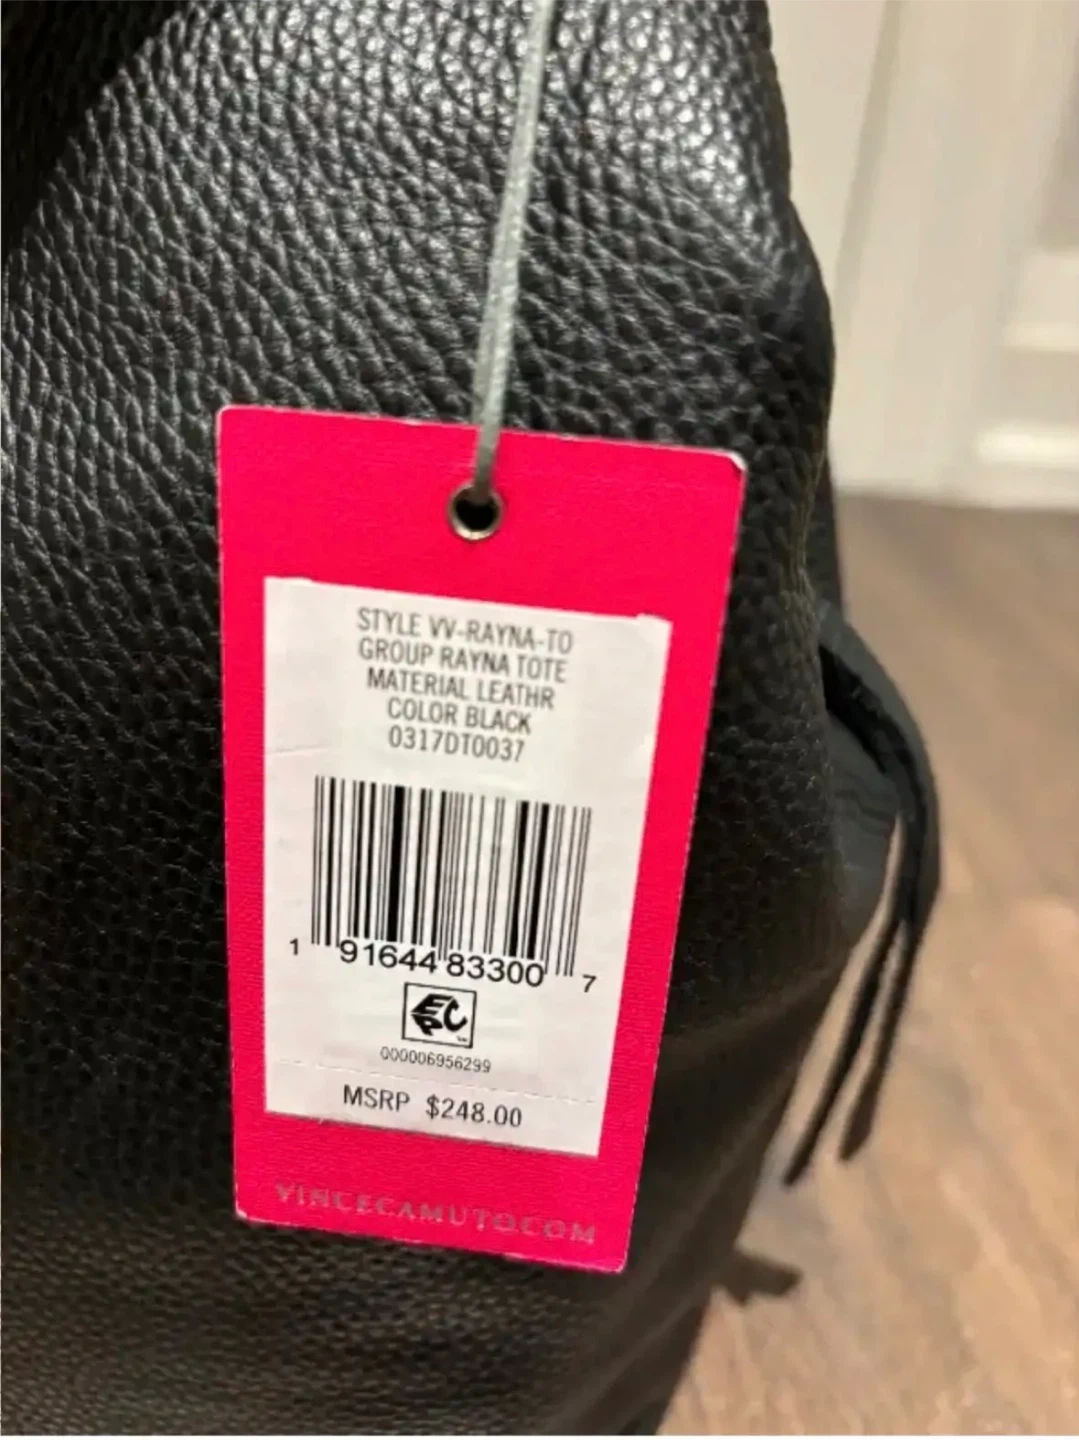 STYLE VV-RAYNA-TO
GROUP RAYNA TOTE
MATERIAL LEATHR
COLOR BLACK
0317DT0037
1 91644 83300 7
EPC
000006956299
MSRP $248.00
VINCECAMUTO.COM